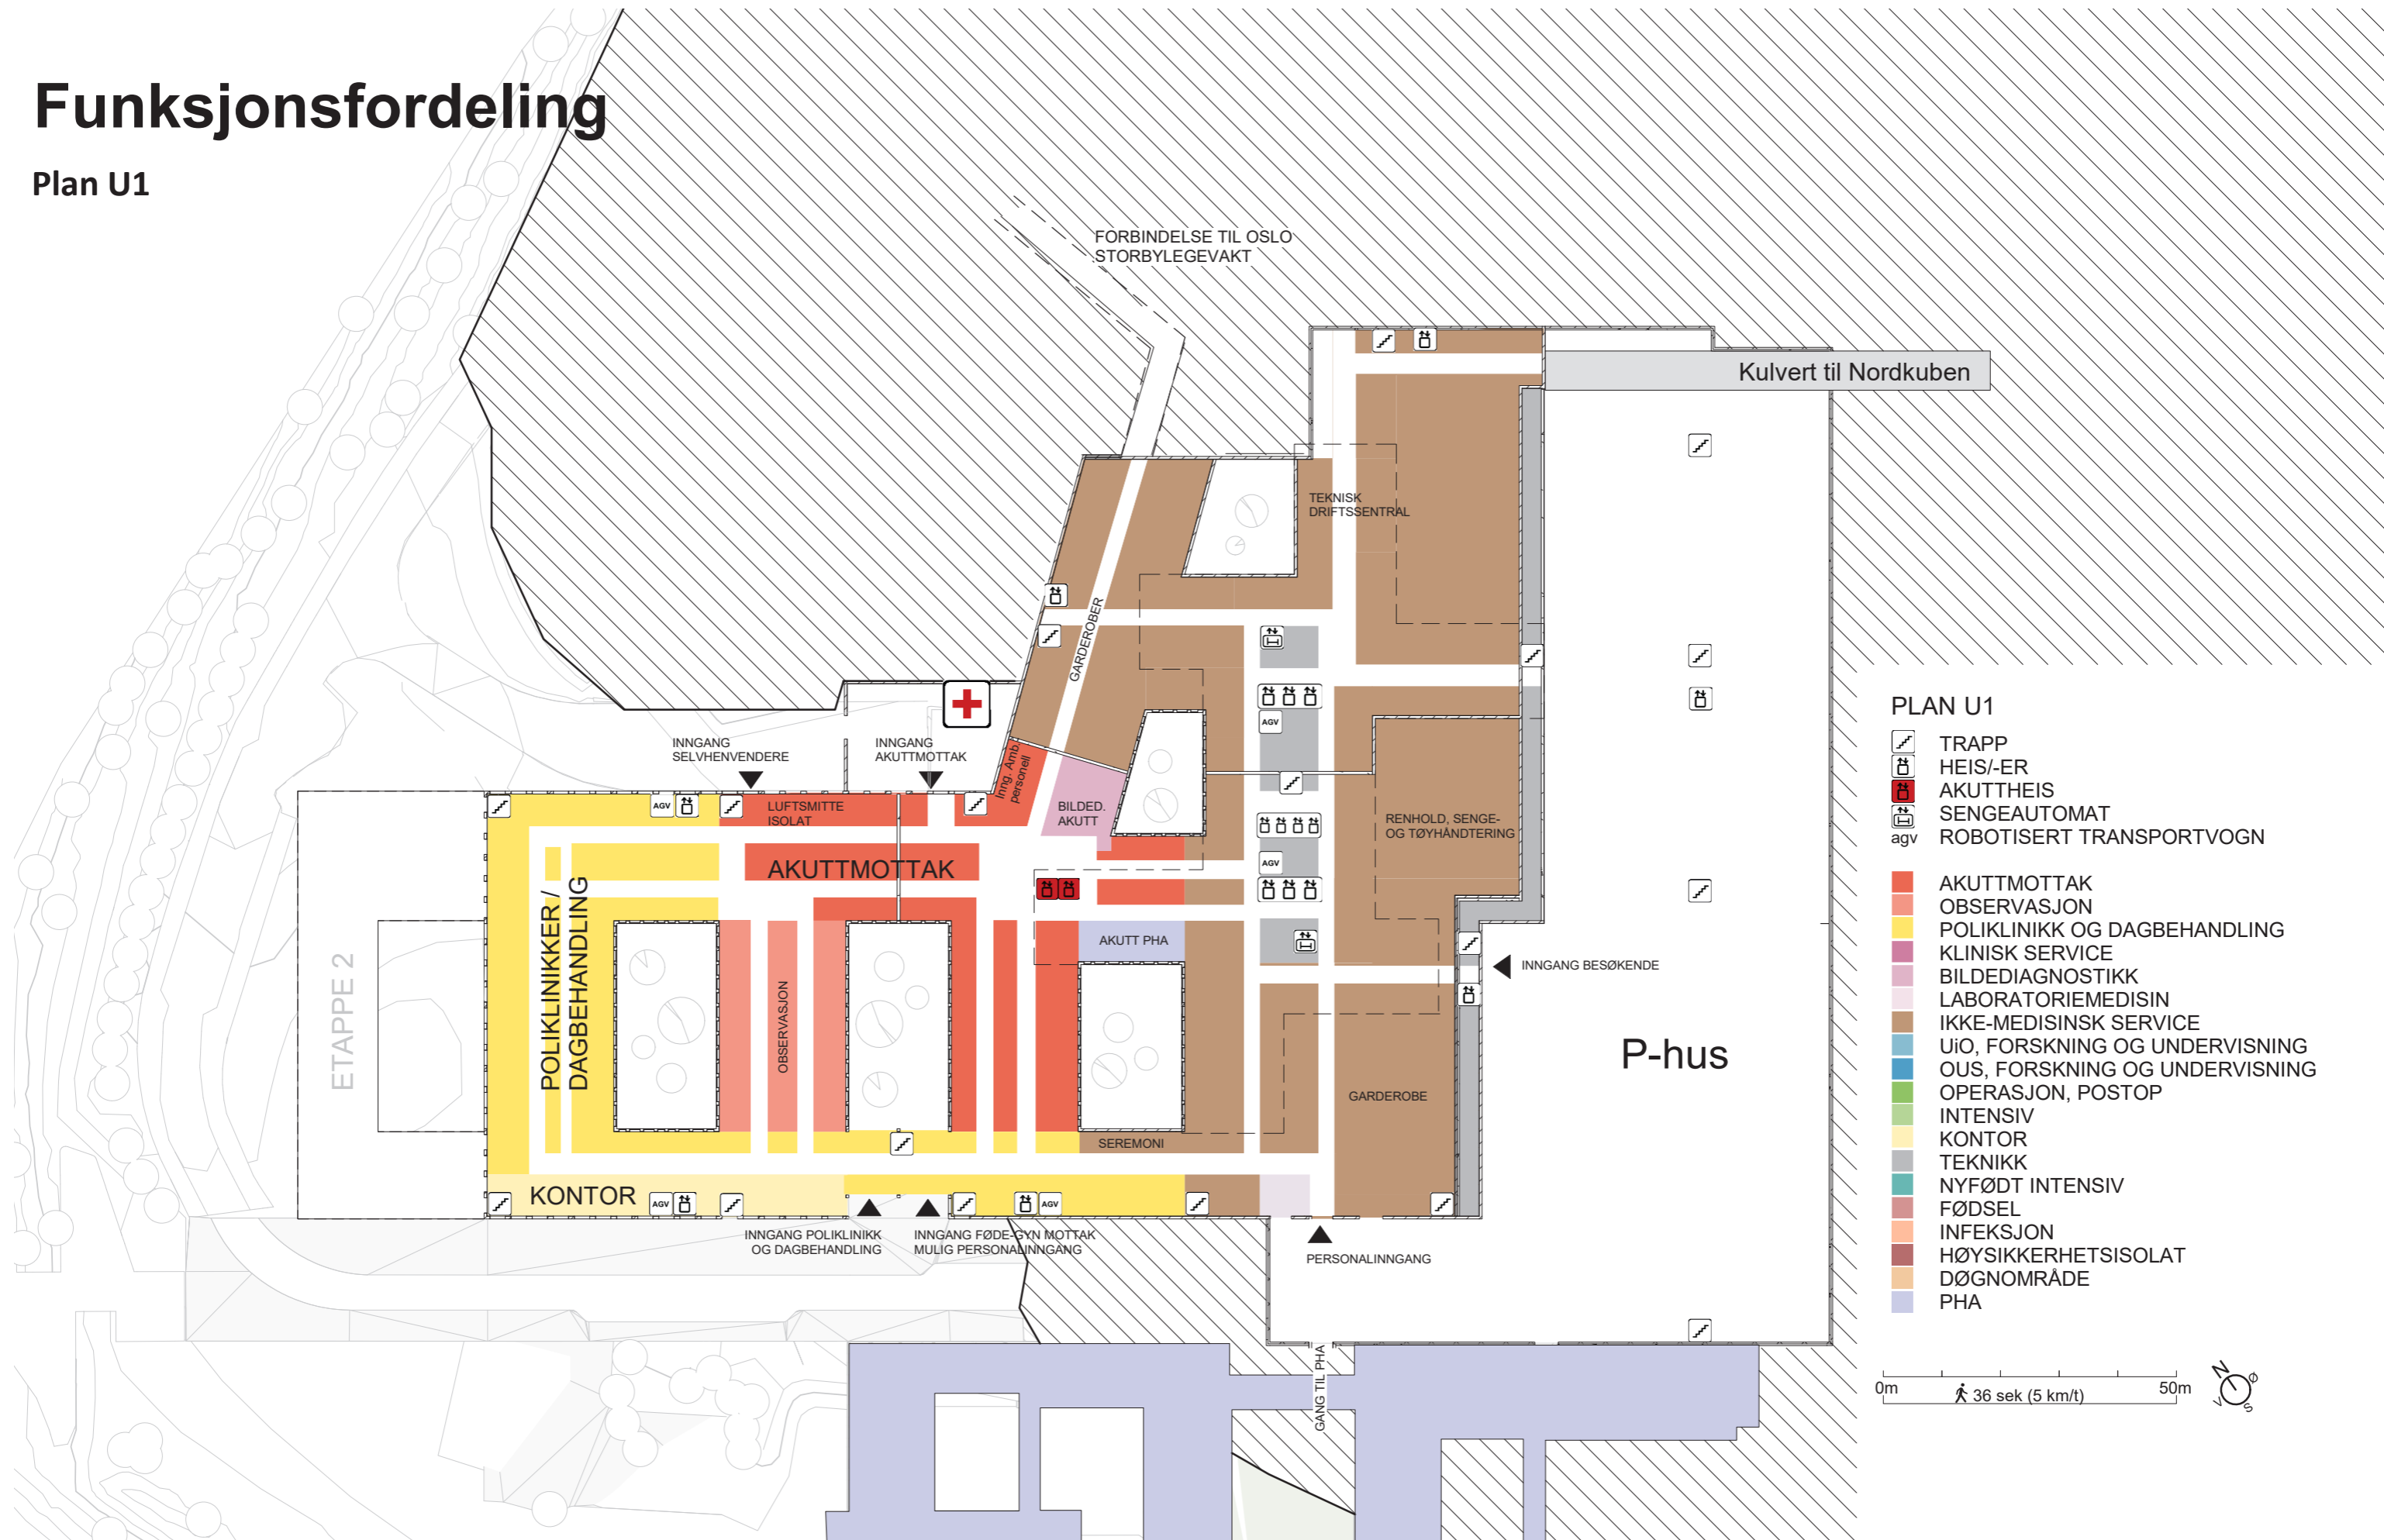 Funksjonsfordeling
Plan U1
FORBINDELSE TIL OSLO
STORBYLEGEVAKT
Kulvert til Nordkuben
TEKNISK
DRIFTSSENTRAL
GARDEROBER
INNGANG
SELVHENVENDERE
INNGANG
AKUTTMOTTAK
Inng. Amb.
personell
BILDED.
AKUTT
AGV
AGV
LUFTSMITTE
ISOLAT
RENHOLD, SENGE-
OG TØYHÅNDTERING
AKUTTMOTTAK
AGV
POLIKLINIKKER /
DAGBEHANDLING
AKUTT PHA
INNGANG BESØKENDE
ETAPPE 2
OBSERVASJON
P-hus
GARDEROBE
SEREMONI
KONTOR
AGV
AGV
INNGANG POLIKLINIKK
OG DAGBEHANDLING
INNGANG FØDE-GYN MOTTAK
MULIG PERSONALINNGANG
PERSONALINNGANG
GANG TIL PHA
PLAN U1
TRAPP
HEIS/-ER
AKUTTHEIS
SENGEAUTOMAT
agv ROBOTISERT TRANSPORTVOGN
AKUTTMOTTAK
OBSERVASJON
POLIKLINIKK OG DAGBEHANDLING
KLINISK SERVICE
BILDEDIAGNOSTIKK
LABORATORIEMEDISIN
IKKE-MEDISINSK SERVICE
UiO, FORSKNING OG UNDERVISNING
OUS, FORSKNING OG UNDERVISNING
OPERASJON, POSTOP
INTENSIV
KONTOR
TEKNIKK
NYFØDT INTENSIV
FØDSEL
INFEKSJON
HØYSIKKERHETSISOLAT
DØGNOMRÅDE
PHA
0m 36 sek (5 km/t) 50m
N
Ø
V
S